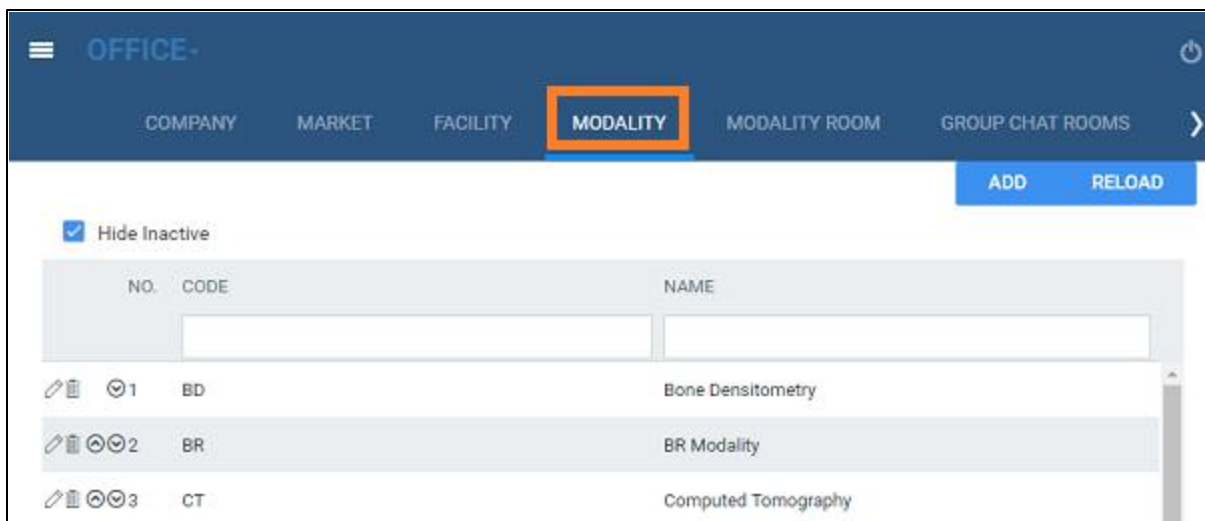 OFFICE-
COMPANY MARKET FACILITY MODALITY MODALITY ROOM GROUP CHAT ROOMS
ADD RELOAD
Hide Inactive
NO. CODE NAME
1 BD Bone Densitometry
2 BR BR Modality
3 CT Computed Tomography